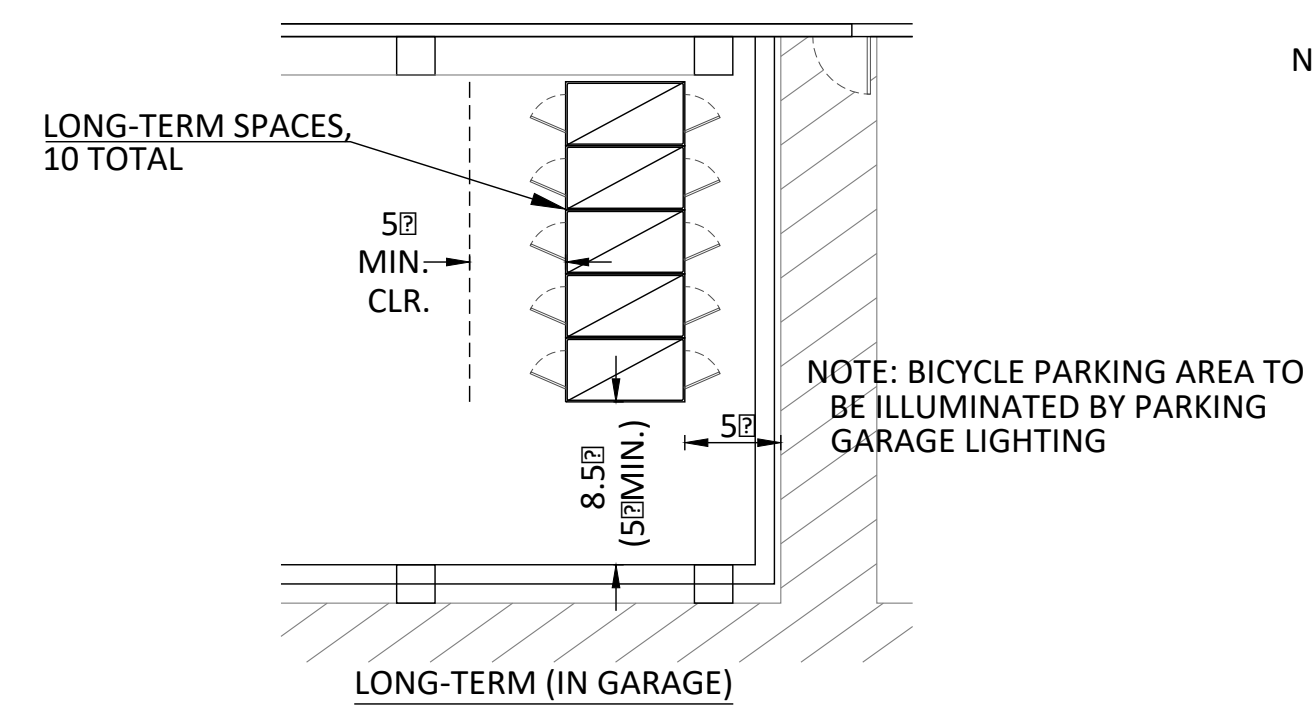 N
LONG-TERM SPACES,
10 TOTAL
5⍰
MIN.
CLR.
NOTE: BICYCLE PARKING AREA TO
BE ILLUMINATED BY PARKING
GARAGE LIGHTING
5⍰
8.5⍰
(5⍰MIN.)
LONG-TERM (IN GARAGE)